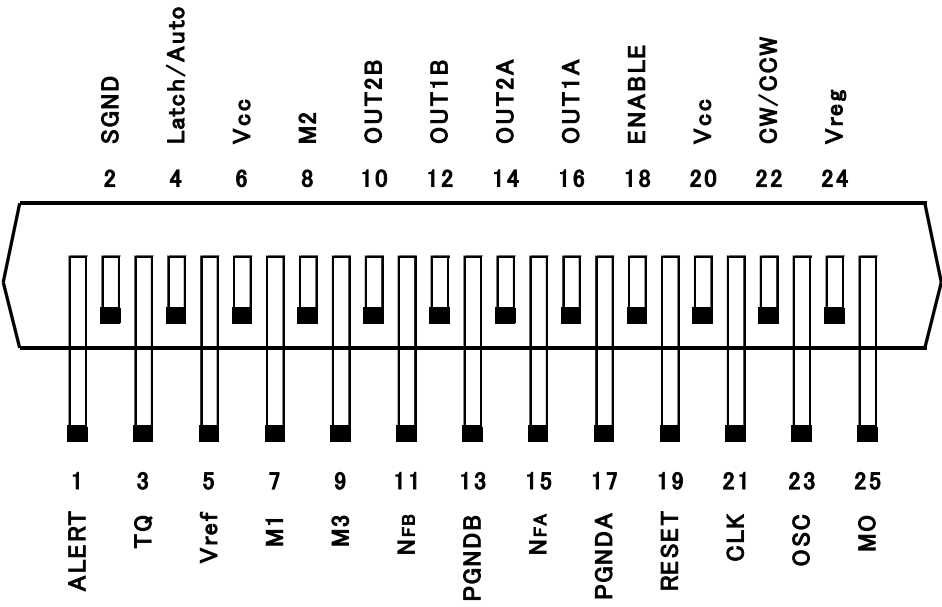 SGND Latch/Auto Vcc M2 OUT2B OUT1B OUT2A OUT1A ENABLE Vcc CW/CCW Vreg
2 4 6 8 10 12 14 16 18 20 22 24
1 3 5 7 9 11 13 15 17 19 21 23 25
ALERT TQ Vref M1 M3 NFB PGNDB NFA PGNDA RESET CLK OSC MO